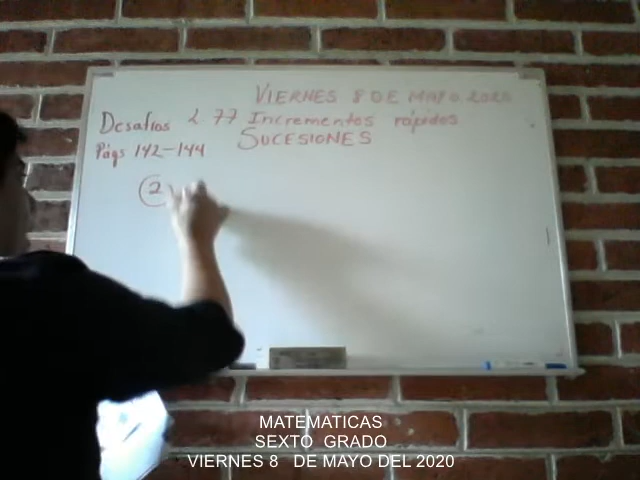 VIERNES 8 DE MAYO. 2020
Desafios 2 77 Incrementos rápidos
Págs 142-144 SUCESIONES
2
MATEMATICAS
SEXTO GRADO
VIERNES 8 DE MAYO DEL 2020